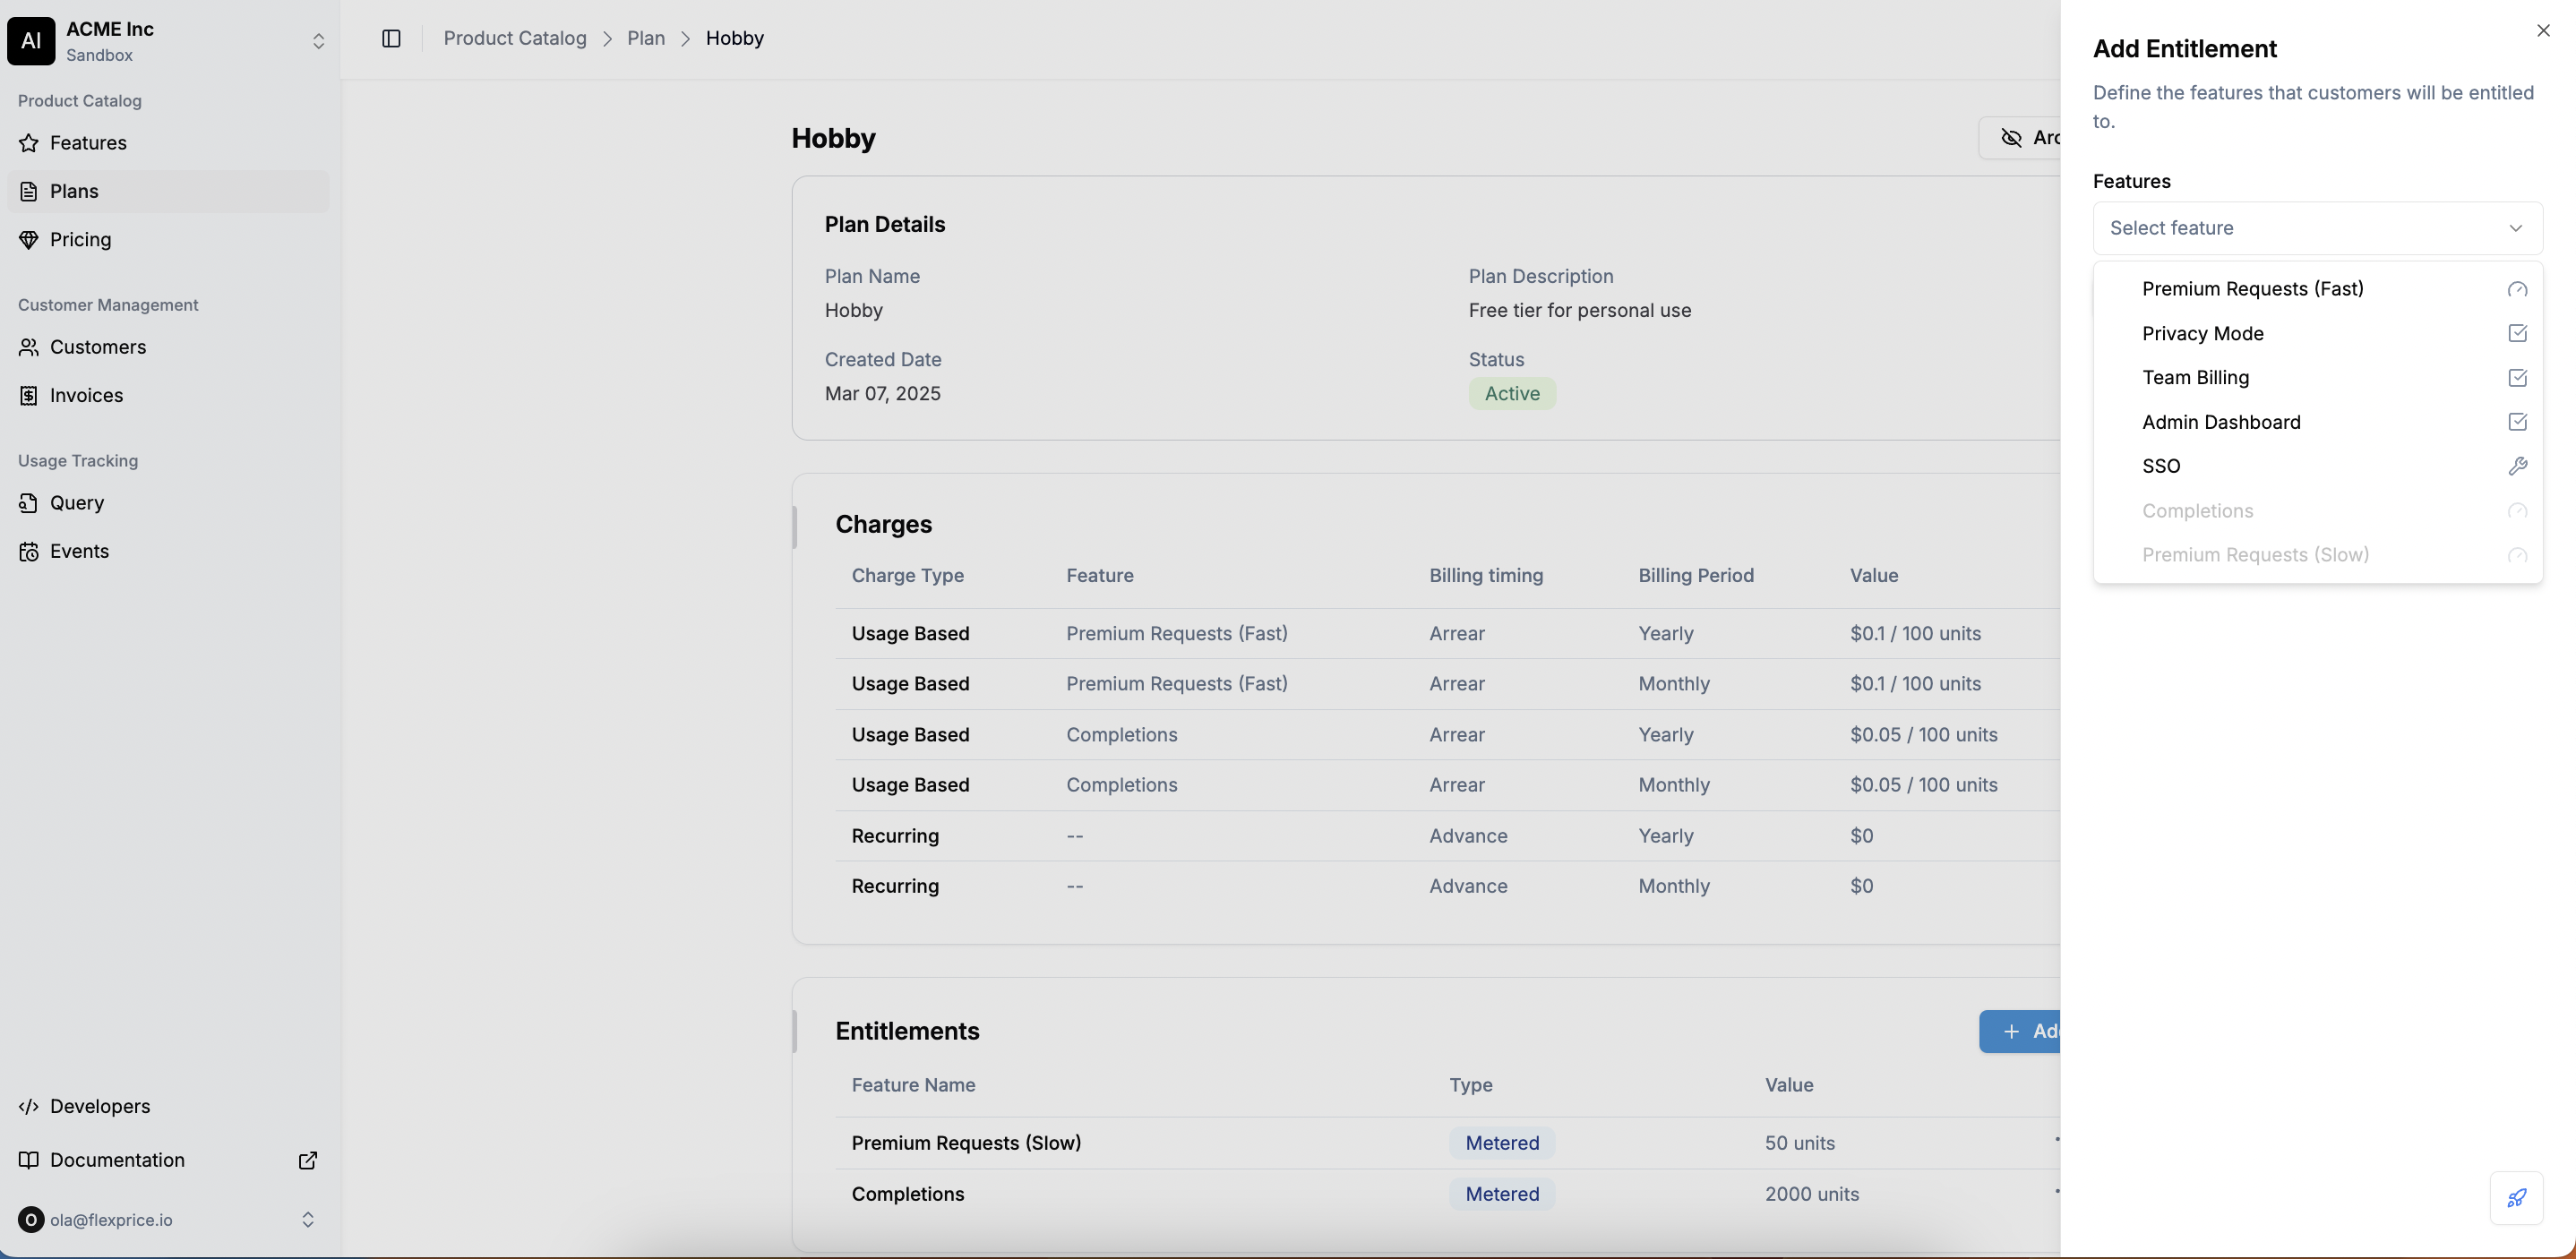 AI
ACME Inc
Sandbox
Product Catalog
Features
Plans
Pricing
Customer Management
Customers
Invoices
Usage Tracking
Query
Events
Developers
Documentation
O ola@flexprice.io
Product Catalog > Plan > Hobby
Hobby
Plan Details
Plan Name Plan Description
Hobby Free tier for personal use
Created Date Status
Mar 07, 2025 Active
Charges
Charge Type Feature Billing timing Billing Period Value
Usage Based Premium Requests (Fast) Arrear Yearly $0.1 / 100 units
Usage Based Premium Requests (Fast) Arrear Monthly $0.1 / 100 units
Usage Based Completions Arrear Yearly $0.05 / 100 units
Usage Based Completions Arrear Monthly $0.05 / 100 units
Recurring -- Advance Yearly $0
Recurring -- Advance Monthly $0
Entitlements
Feature Name Type Value
Premium Requests (Slow) Metered 50 units
Completions Metered 2000 units
Add Entitlement
Define the features that customers will be entitled
to.
Features
Select feature
Premium Requests (Fast)
Privacy Mode
Team Billing
Admin Dashboard
SSO
Completions
Premium Requests (Slow)